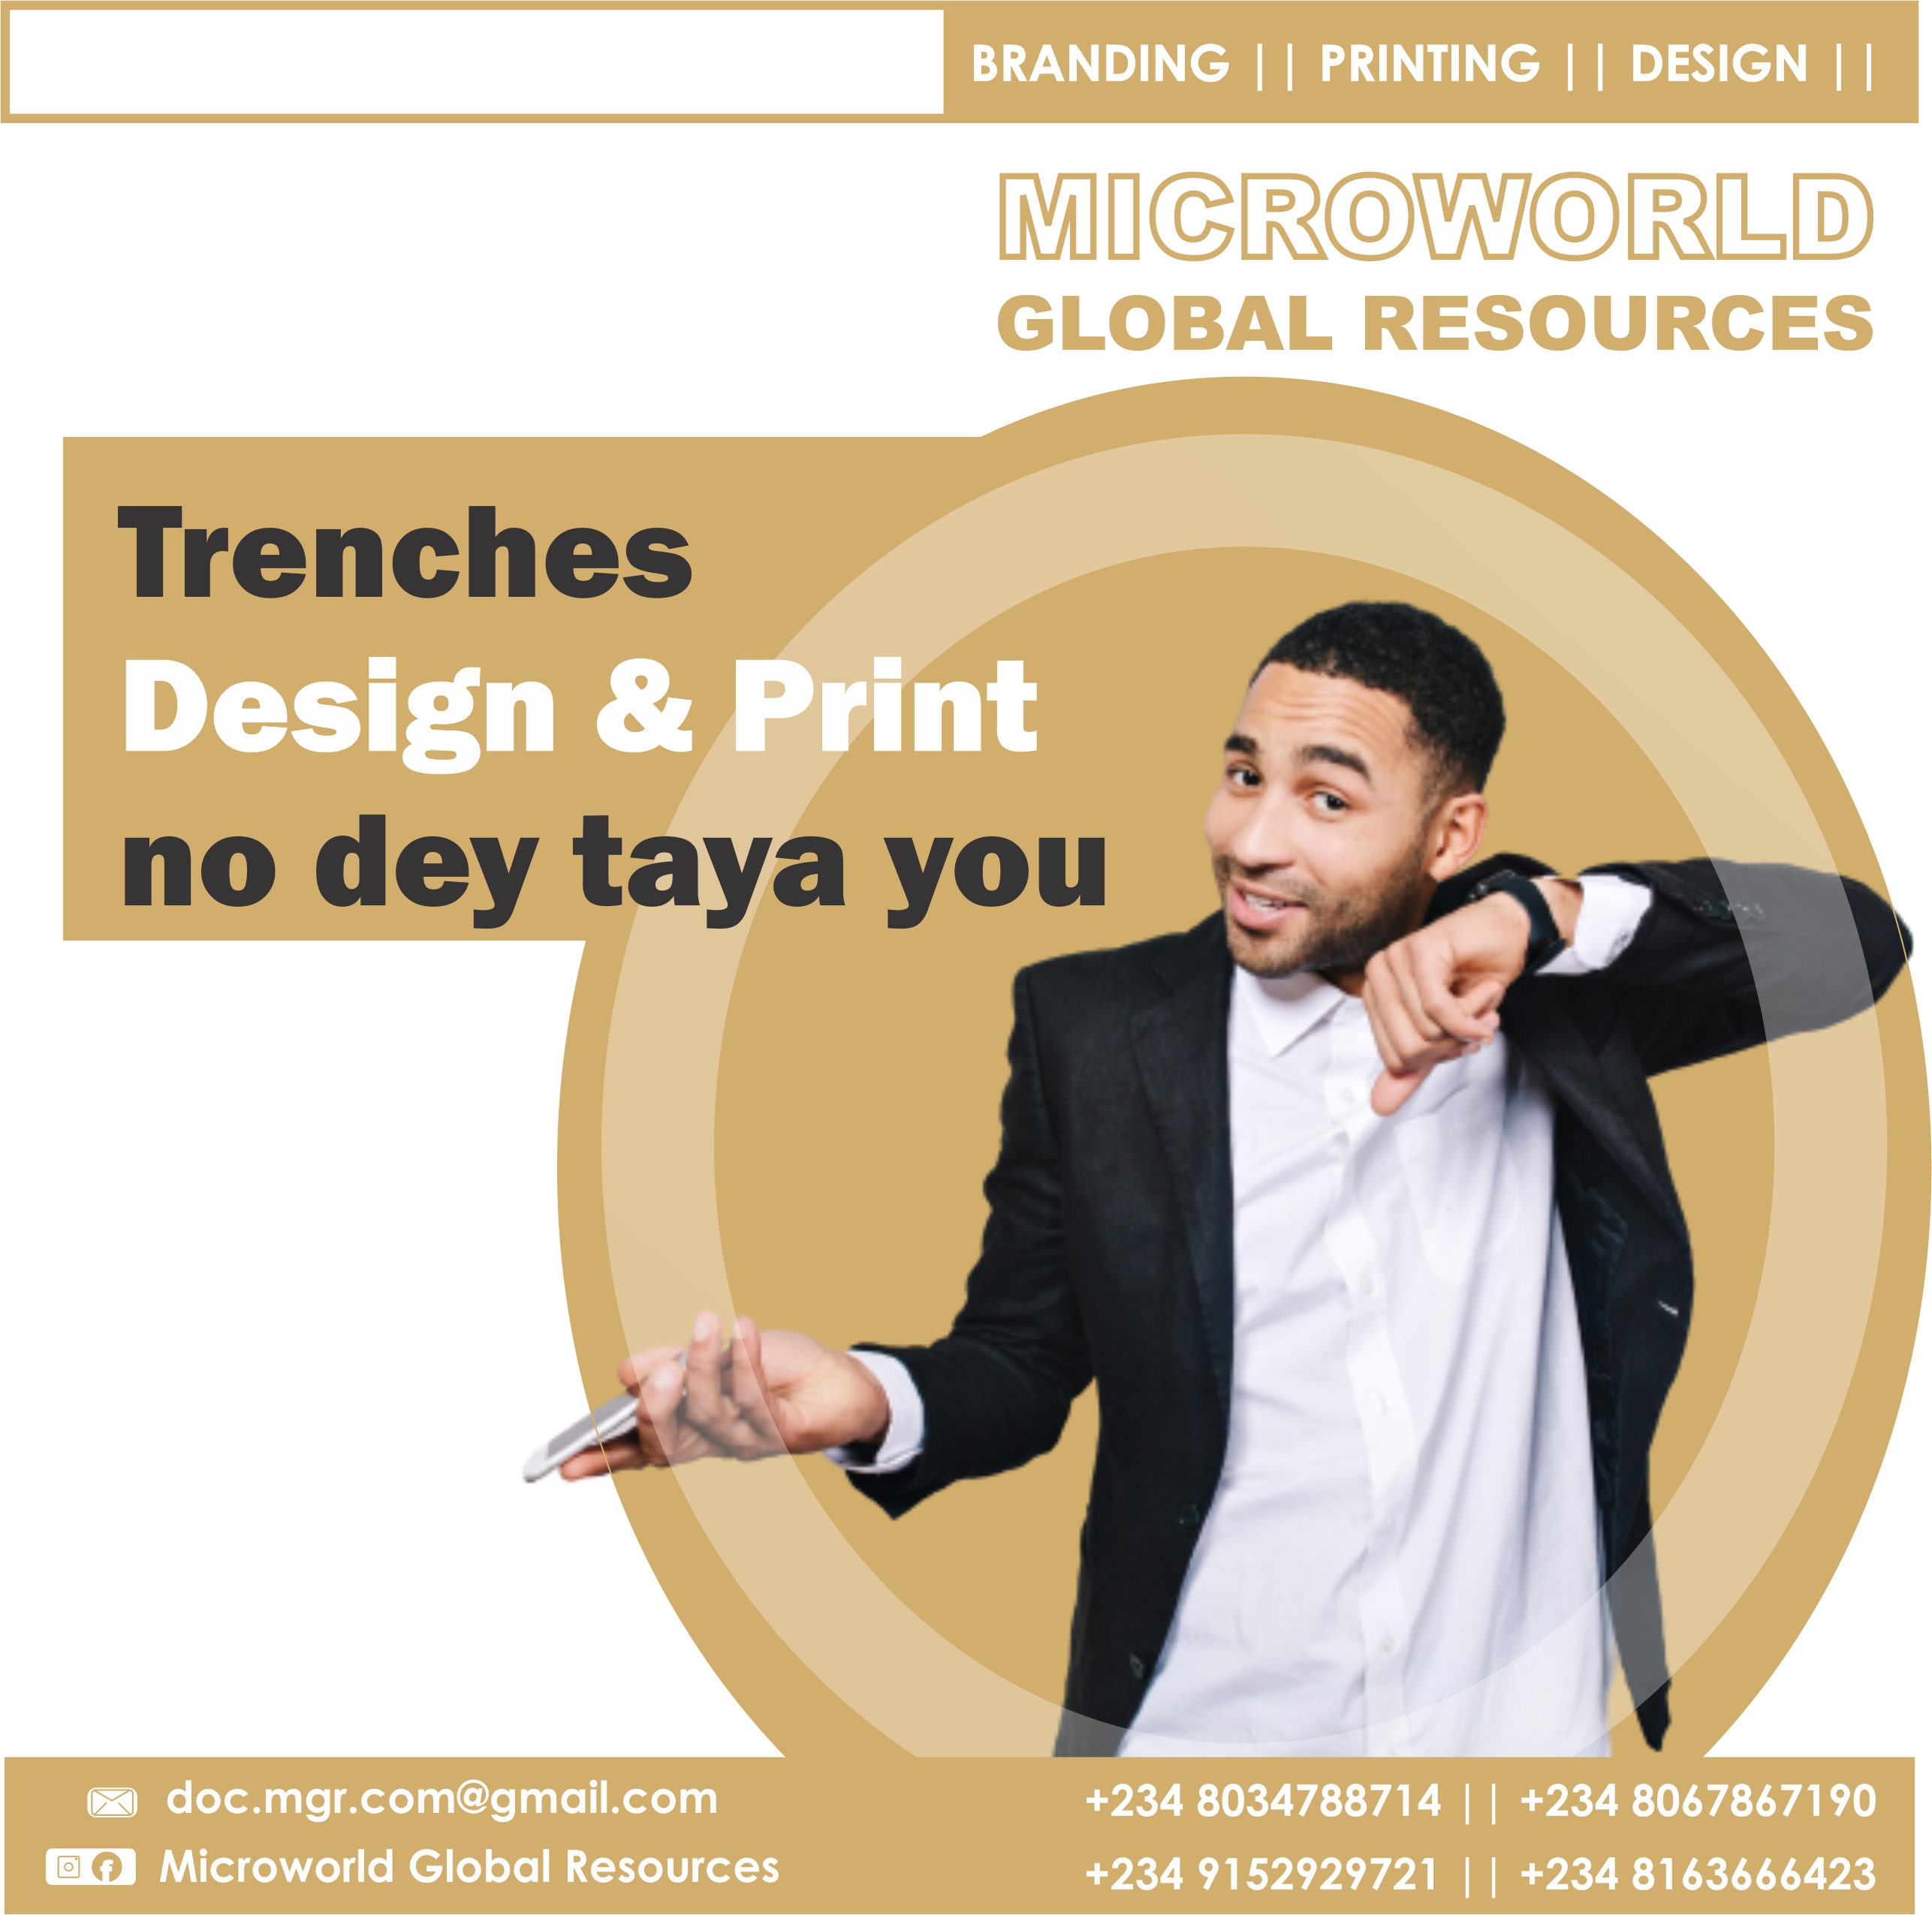 BRANDING || PRINTING || DESIGN ||
MICROWORLD
GLOBAL RESOURCES
Trenches
Design & Print
no dey taya you
doc.mgr.com@gmail.com
Microworld Global Resources
+234 8034788714 || +234 8067867190
+234 9152929721 || +234 8163666423